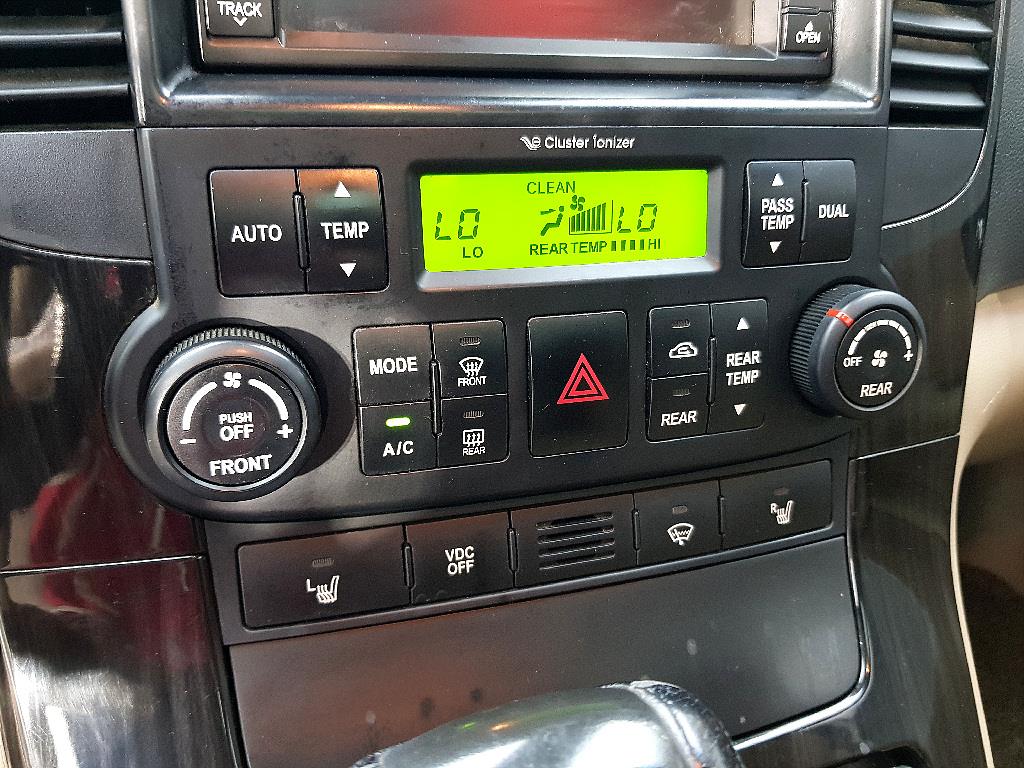 TRACK
OPEN
Cluster ionizer
AUTO
TEMP
CLEAN
LO
LO
LO
REAR TEMP
HI
PASS
TEMP
DUAL
PUSH
OFF
- +
FRONT
MODE
FRONT
A/C
REAR
REAR
REAR
TEMP
OFF
+
REAR
L
VDC
OFF
R